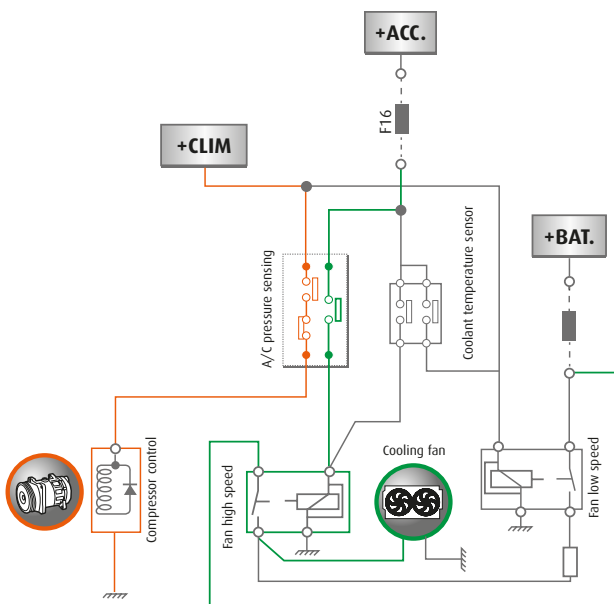 +ACC.
F16
+CLIM
+BAT.
A/C pressure sensing
Coolant temperature sensor
Compressor control
Fan high speed
Cooling fan
Fan low speed